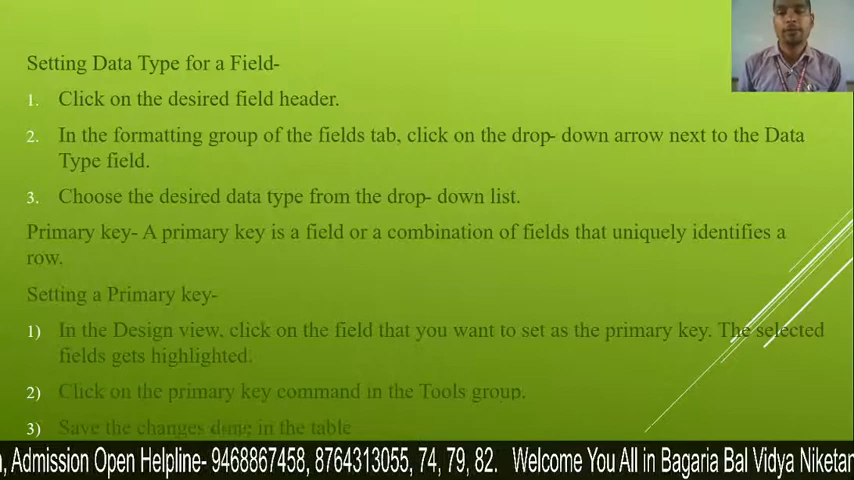 Setting Data Type for a Field-
1. Click on the desired field header.
2. In the formatting group of the fields tab, click on the drop- down arrow next to the Data
Type field.
3. Choose the desired data type from the drop- down list.
Primary key- A primary key is a field or a combination of fields that uniquely identifies a
row.
Setting a Primary key-
1) In the Design view, click on the field that you want to set as the primary key. The selected
fields gets highlighted.
2) Click on the primary key command in the Tools group.
3) Save the changes done in the table
, Admission Open Helpline- 9468867458, 8764313055, 74, 79, 82. Welcome You All in Bagaria Bal Vidya Niketan